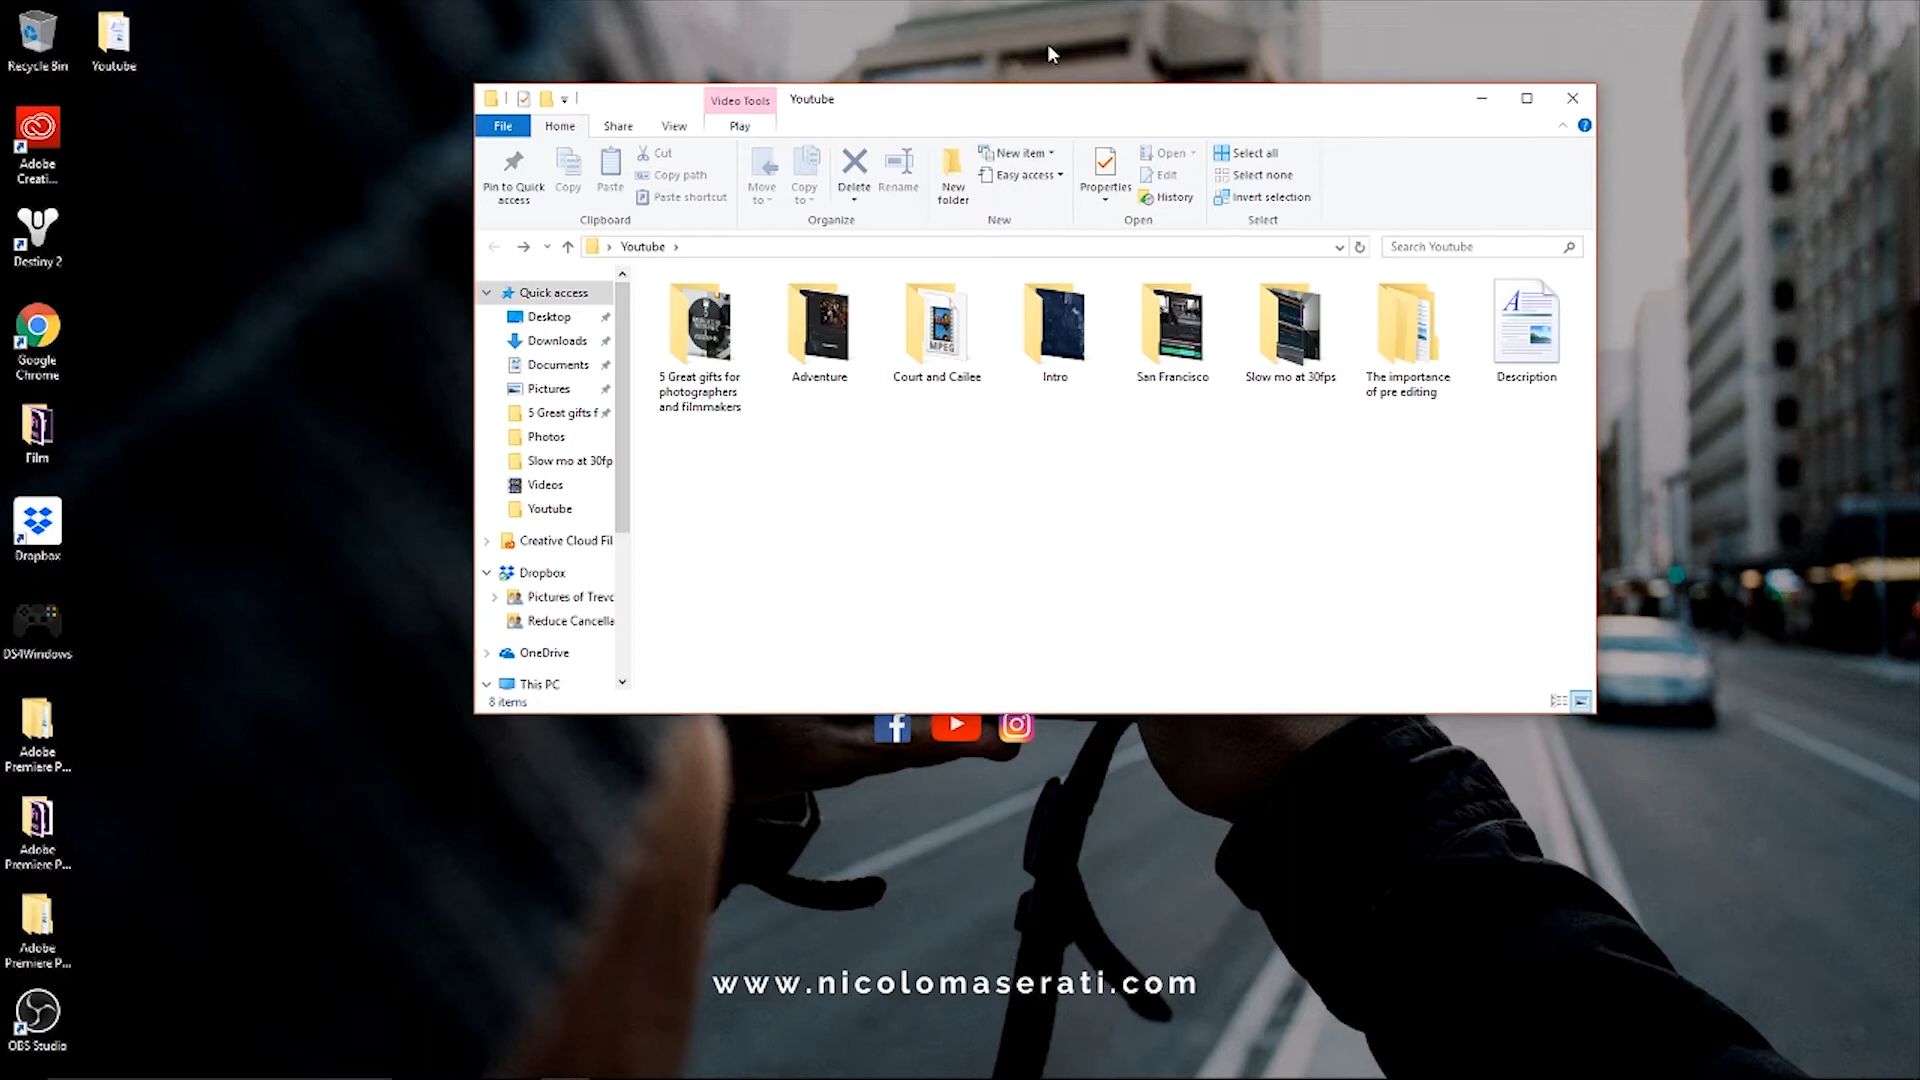 Recycle Bin
Youtube
Adobe
Creati...
Destiny 2
Google
Chrome
Film
Dropbox
DS4Windows
Adobe
Premiere P...
Adobe
Premiere P...
Adobe
Premiere P...
OBS Studio
Video Tools
Youtube
File
Home
Share
View
Play
Pin to Quick
access
Copy
Paste
Cut
Copy path
Paste shortcut
Clipboard
Move
to
Copy
to
Delete
Rename
Organize
New
folder
New item
Easy access
New
Properties
Open
Edit
History
Open
Select all
Select none
Invert selection
Select
Youtube
Search Youtube
Quick access
Desktop
Downloads
Documents
Pictures
5 Great gifts f
Photos
Slow mo at 30fp
Videos
Youtube
Creative Cloud Fil
Dropbox
Pictures of Trevo
Reduce Cancella
OneDrive
This PC
8 items
5 Great gifts for
photographers
and filmmakers
Adventure
MPEG
Court and Cailee
Intro
San Francisco
Slow mo at 30fps
The importance
of pre editing
A
Description
www.nicolomaserati.com